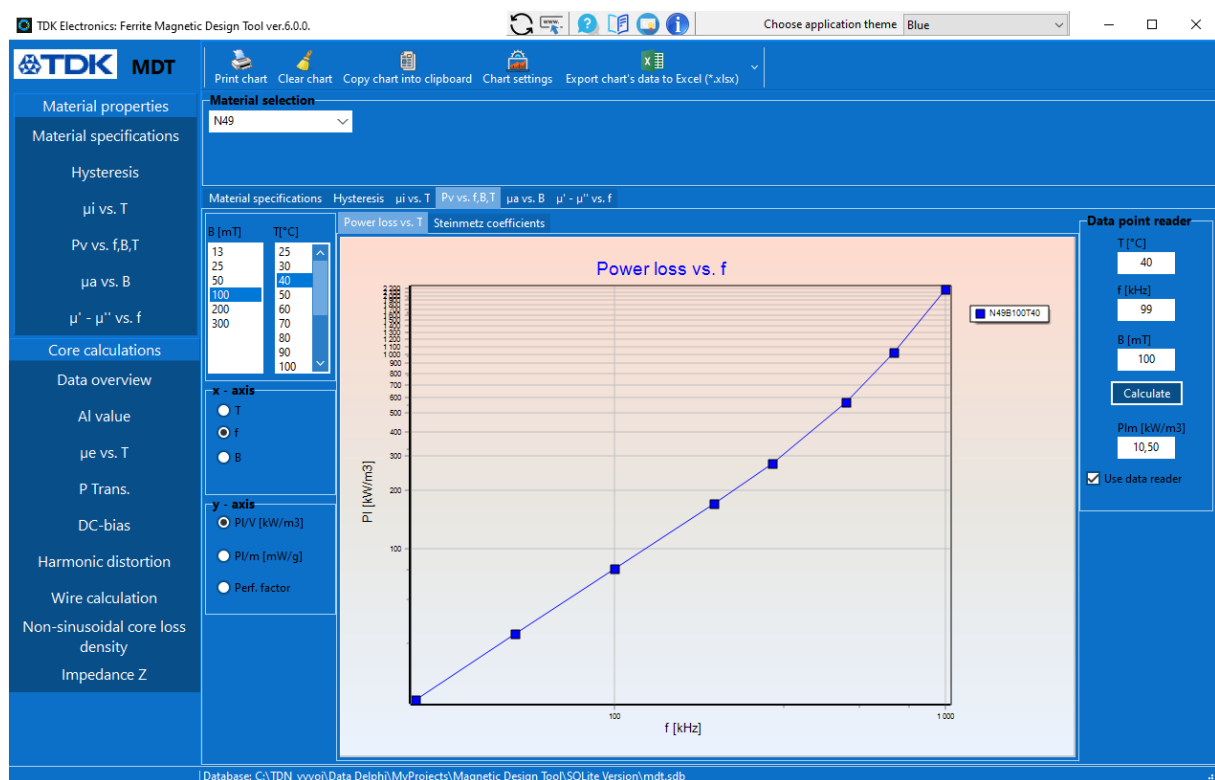 TDK Electronics: Ferrite Magnetic Design Tool ver.6.0.0.
www.
Choose application theme Blue
TDK MDT
Print chart Clear chart Copy chart into clipboard Chart settings Export chart's data to Excel (*.xlsx)
Material properties
Material specifications
Hysteresis
µi vs. T
Pv vs. f,B,T
µa vs. B
µ' - µ'' vs. f
Core calculations
Data overview
Al value
µe vs. T
P Trans.
DC-bias
Harmonic distortion
Wire calculation
Non-sinusoidal core loss
density
Impedance Z
Material selection
N49
Material specifications Hysteresis µi vs. T Pv vs. f,B,T µa vs. B µ' - µ'' vs. f
B [mT] T[°C]
13 25
25 30
50 40
100 50
200 60
300 70
80
90
100
x - axis
T
f
B
y - axis
Pl/V [kW/m3]
Pl/m [mW/g]
Perf. factor
Power loss vs. T Steinmetz coefficients
Power loss vs. f
N49B100T40
Pl [kW/m3]
1 000
900
800
700
600
500
400
300
200
100
100 1 000
f [kHz]
Data point reader
T [°C]
40
f [kHz]
99
B [mT]
100
Calculate
Plm [kW/m3]
10,50
Use data reader
Database: C:\TDN_vyvoj\Data Delphi\MyProjects\Magnetic Design Tool\SQLite Version\mdt.sdb